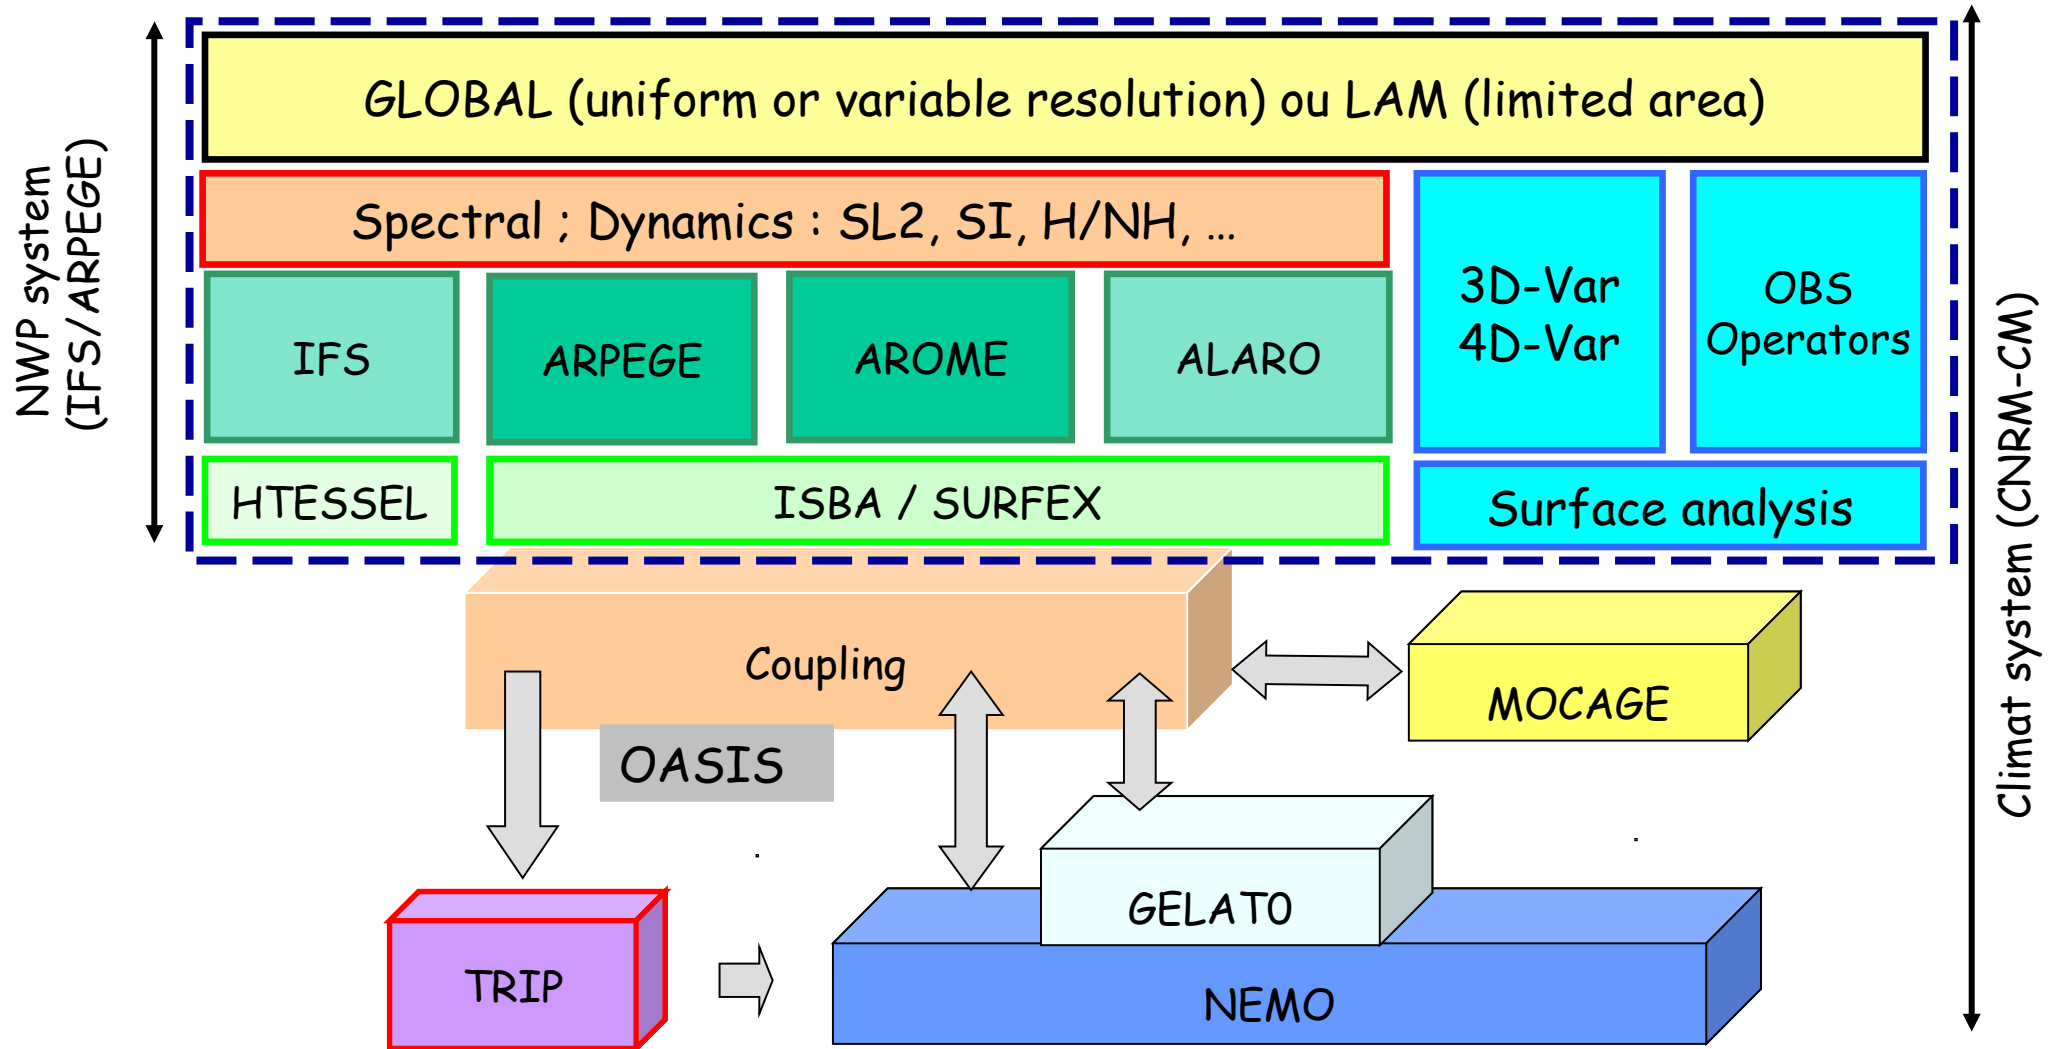 GLOBAL (uniform or variable resolution) ou LAM (limited area)
NWP system
(IFS/ARPEGE)
Spectral ; Dynamics : SL2, SI, H/NH, ...
3D-Var
4D-Var
OBS
Operators
IFS
ARPEGE
AROME
ALARO
HTESSEL
ISBA / SURFEX
Surface analysis
Climat system (CNRM-CM)
Coupling
MOCAGE
OASIS
GELATO
TRIP
NEMO